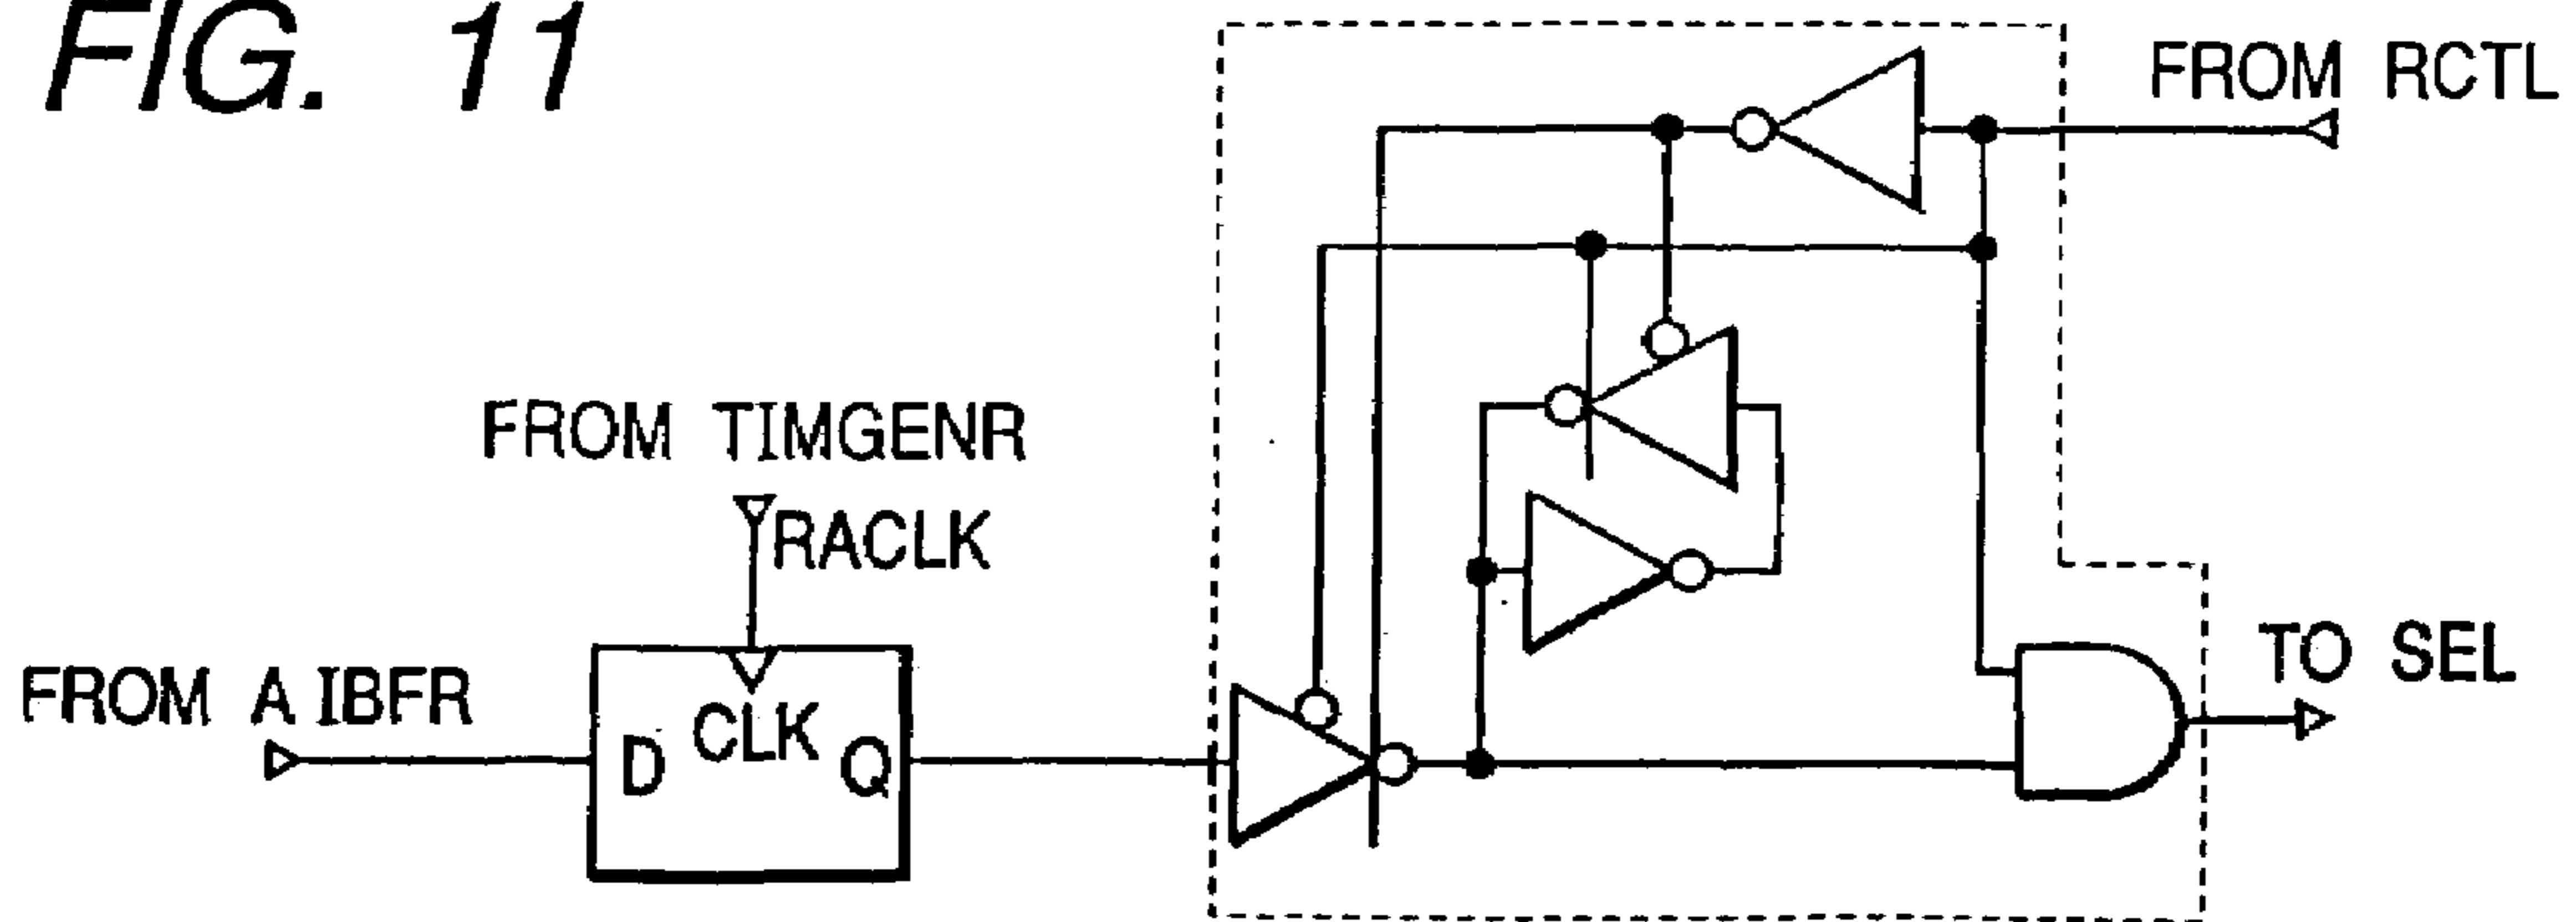 FIG. 11
FROM RCTL
FROM TIMGENR
RACLK
FROM A IBFR
D
CLK
Q
TO SEL